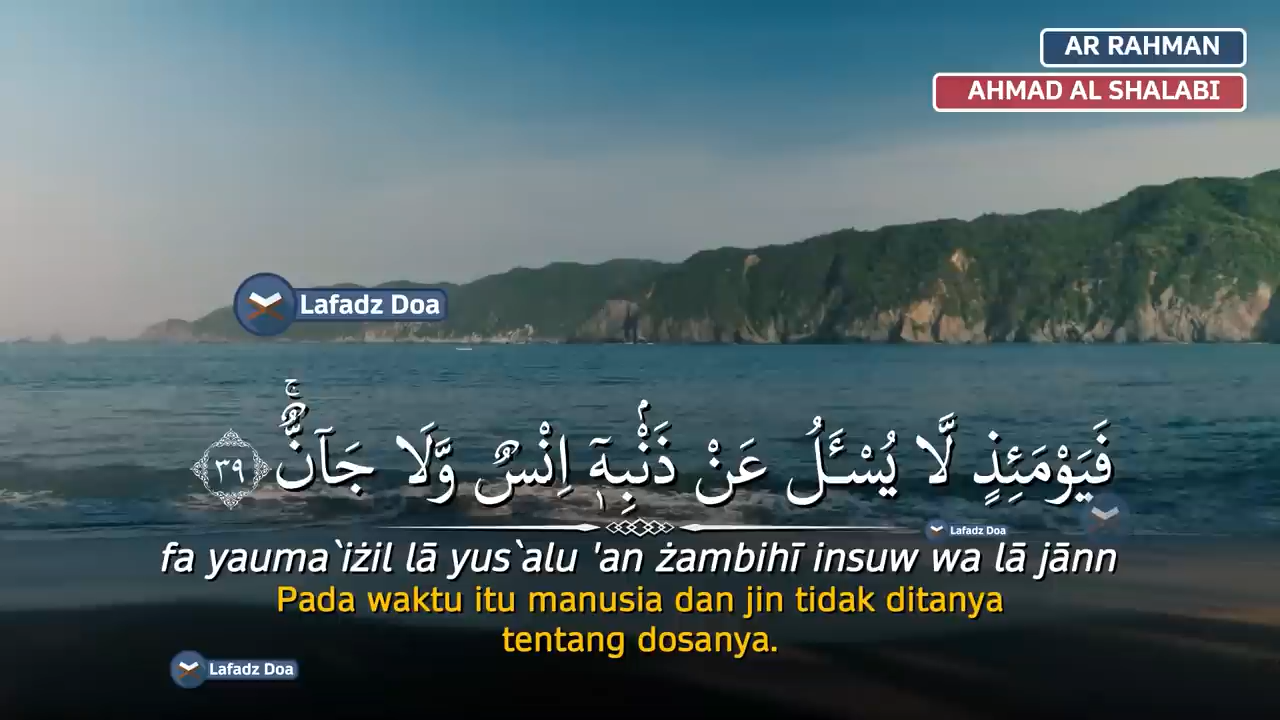 AR RAHMAN
AHMAD AL SHALABI
Lafadz Doa
فَيَوْمَئِذٍ لَّا يُسْـَٔلُ عَنْ ذَنْۢبِهٖٓ اِنْسٌ وَّلَا جَاۤنٌّۚ ٣٩
Lafadz Doa
fa yauma`iżil lā yus`alu 'an żambihī insuw wa lā jānn
Pada waktu itu manusia dan jin tidak ditanya
tentang dosanya.
Lafadz Doa